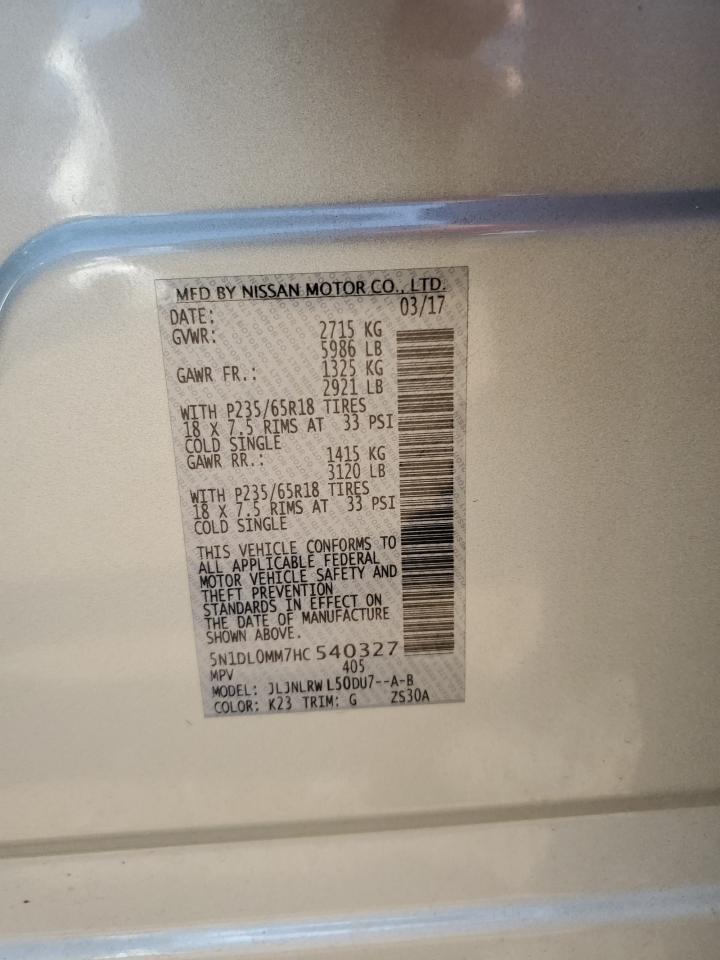 MFD BY NISSAN MOTOR CO., LTD.
DATE: 03/17
GVWR: 2715 KG
5986 LB
GAWR FR.: 1325 KG
2921 LB
WITH P235/65R18 TIRES
18 X 7.5 RIMS AT 33 PSI
COLD SINGLE
GAWR RR.: 1415 KG
3120 LB
WITH P235/65R18 TIRES
18 X 7.5 RIMS AT 33 PSI
COLD SINGLE
THIS VEHICLE CONFORMS TO
ALL APPLICABLE FEDERAL
MOTOR VEHICLE SAFETY AND
THEFT PREVENTION
STANDARDS IN EFFECT ON
THE DATE OF MANUFACTURE
SHOWN ABOVE.
5N1DL0MM7HC 540327
MPV 405
MODEL: JLJNLRW L50DU7--A-B
COLOR: K23 TRIM: G ZS30A